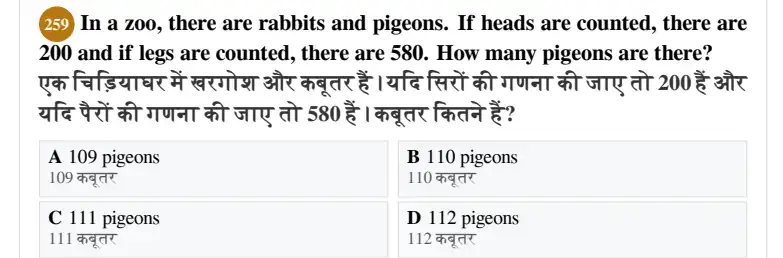 259 In a zoo, there are rabbits and pigeons. If heads are counted, there are
200 and if legs are counted, there are 580. How many pigeons are there?
एक चिड़ियाघर में खरगोश और कबूतर हैं। यदि सिरों की गणना की जाए तो 200 हैं और
यदि पैरों की गणना की जाए तो 580 हैं। कबूतर कितने हैं?
A 109 pigeons
109 कबूतर
B 110 pigeons
110 कबूतर
C 111 pigeons
111 कबूतर
D 112 pigeons
112 कबूतर